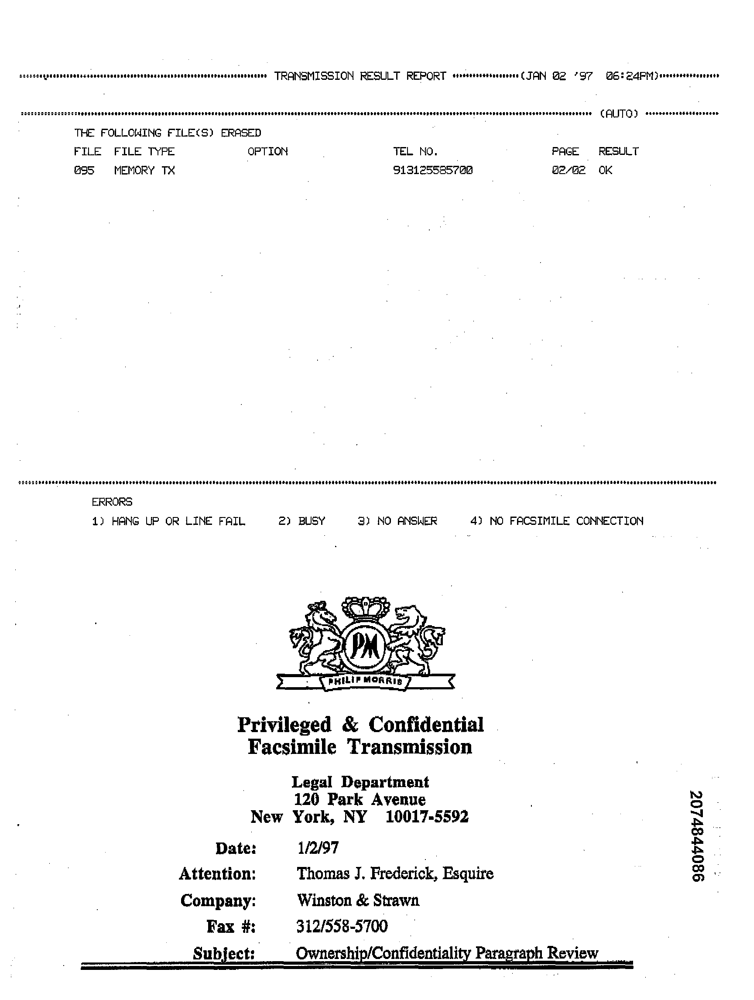 TRANSMISSION RESULT REPORT (JAN 02 '97 06:24PM)
(AUTO)
THE FOLLOWING FILE(S) ERASED
FILE FILE TYPE OPTION TEL NO. PAGE RESULT
095 MEMORY TX 913125585700 02/02 OK
ERRORS
1) HANG UP OR LINE FAIL 2) BUSY 3) NO ANSWER 4) NO FACSIMILE CONNECTION
PM
PHILIP MORRIS
Privileged & Confidential
Facsimile Transmission
Legal Department
120 Park Avenue
New York, NY 10017-5592
Date: 1/2/97
Attention: Thomas J. Frederick, Esquire
Company: Winston & Strawn
Fax #: 312/558-5700
Subject: Ownership/Confidentiality Paragraph Review
2074844086